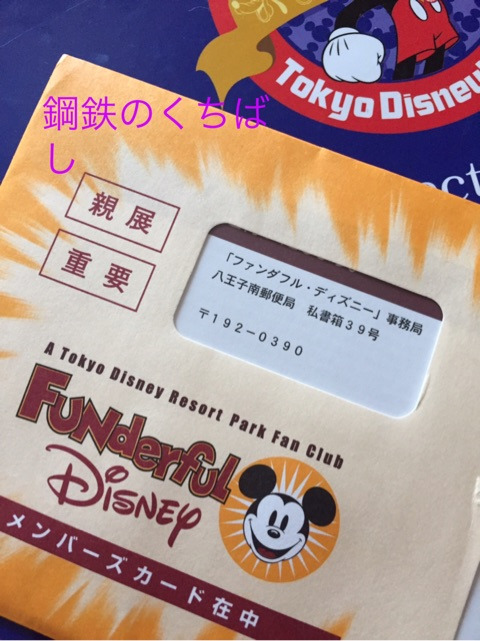 Tokyo Disney
鋼鉄のくちば
し
親展
重要
「ファンダフル・ディズニー」事務局
八王子南郵便局 私書箱39号
〒192-0390
A Tokyo Disney Resort Park Fan Club
FUNderful
DISNEY
メンバーズカード在中